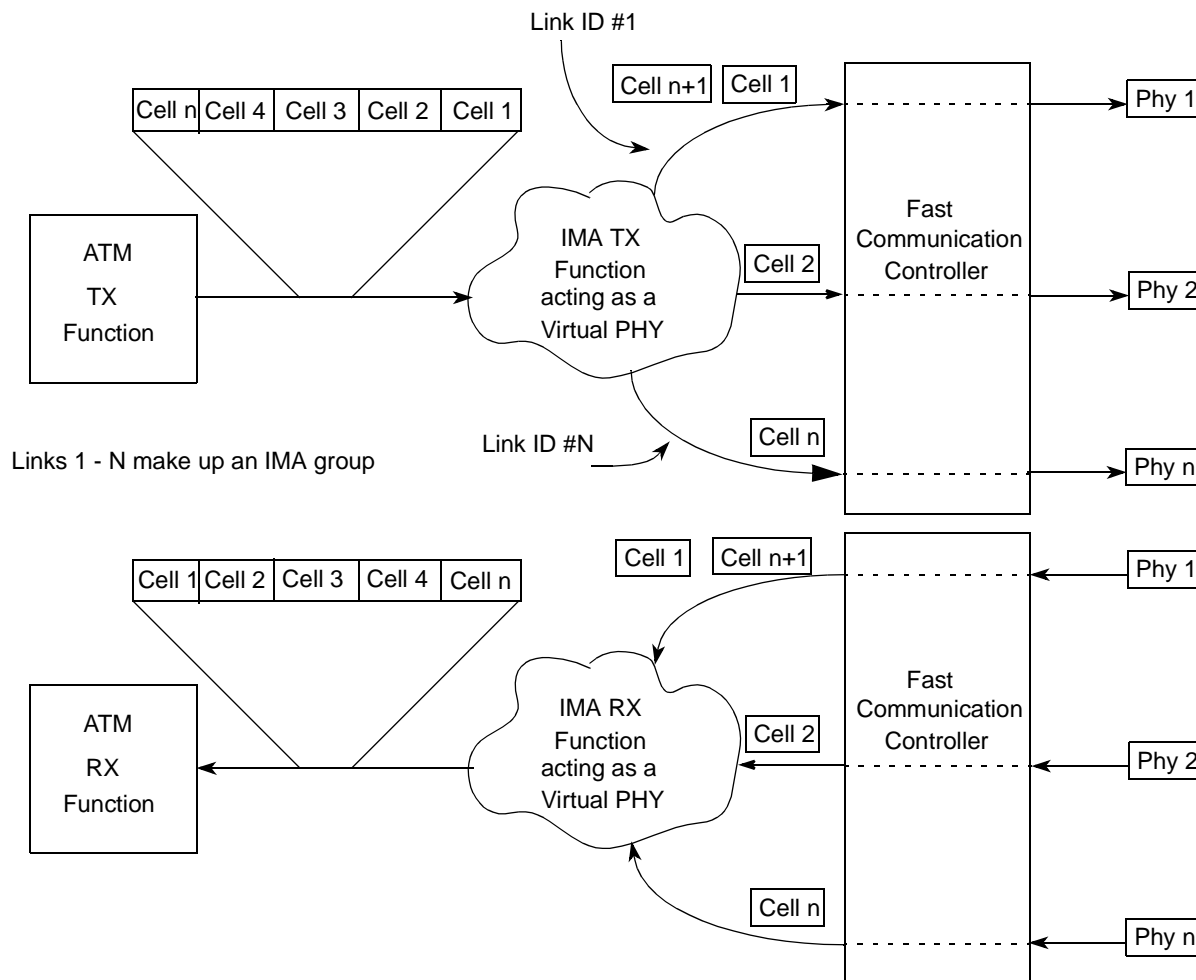 Link ID #1
Cell n+1 Cell 1
Phy 1
Cell n Cell 4 Cell 3 Cell 2 Cell 1
ATM
TX
Function
IMA TX
Function
acting as a
Virtual PHY
Cell 2
Fast
Communication
Controller
Phy 2
Links 1 - N make up an IMA group
Link ID #N
Cell n
Phy n
Cell 1 Cell n+1
Phy 1
Cell 1 Cell 2 Cell 3 Cell 4 Cell n
ATM
RX
Function
IMA RX
Function
acting as a
Virtual PHY
Cell 2
Fast
Communication
Controller
Phy 2
Cell n
Phy n